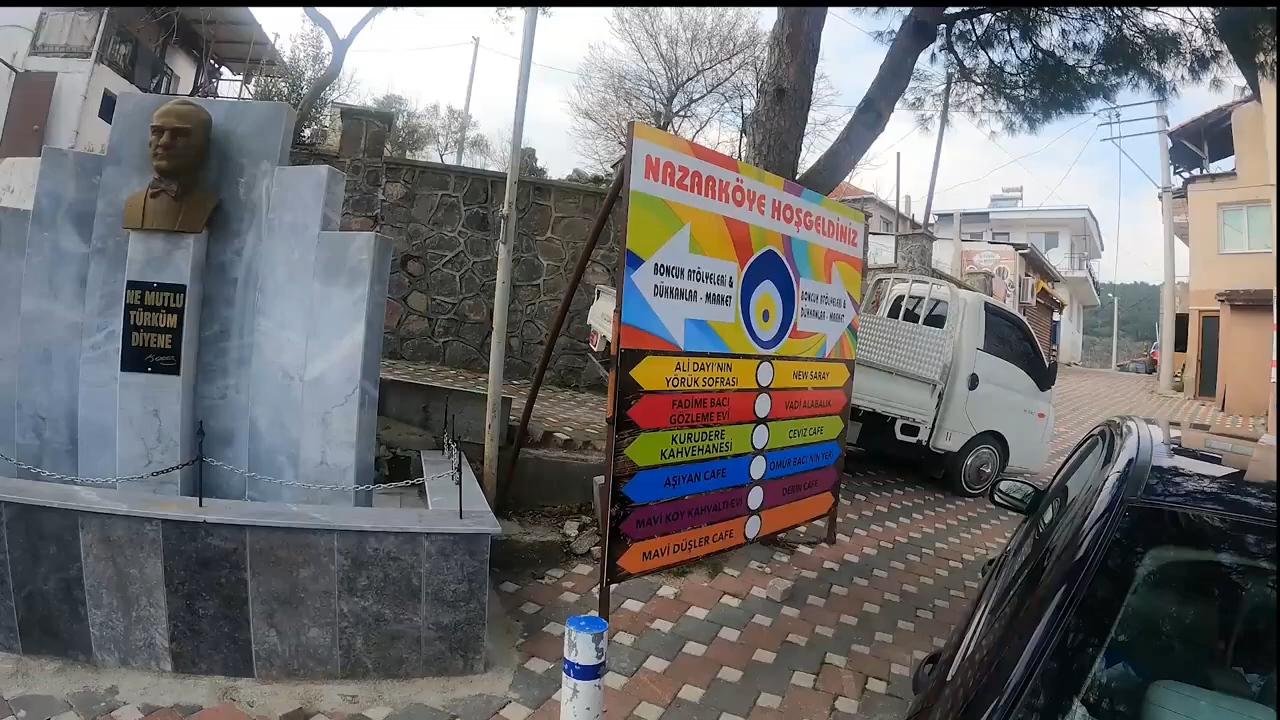 NE MUTLU
TÜRKÜM
DİYENE
NAZARKÖYE HOŞGELDİNİZ
BONCUK ATÖLYELERİ &
DÜKKANLAR - MARKET
BONCUK ATÖLYELERİ &
DÜKKANLAR - MARKET
ALİ DAYI'NIN
YÖRÜK SOFRASI
NEW SARAY
FADİME BACI
GÖZLEME EVİ
VADİ ALABALIK
KURUDERE
KAHVEHANESİ
CEVİZ CAFE
AŞIYAN CAFE
ÖMÜR BACI'NIN YERİ
MAVİ KÖY KAHVALTI EVİ
DERİN CAFE
MAVİ DÜŞLER CAFE